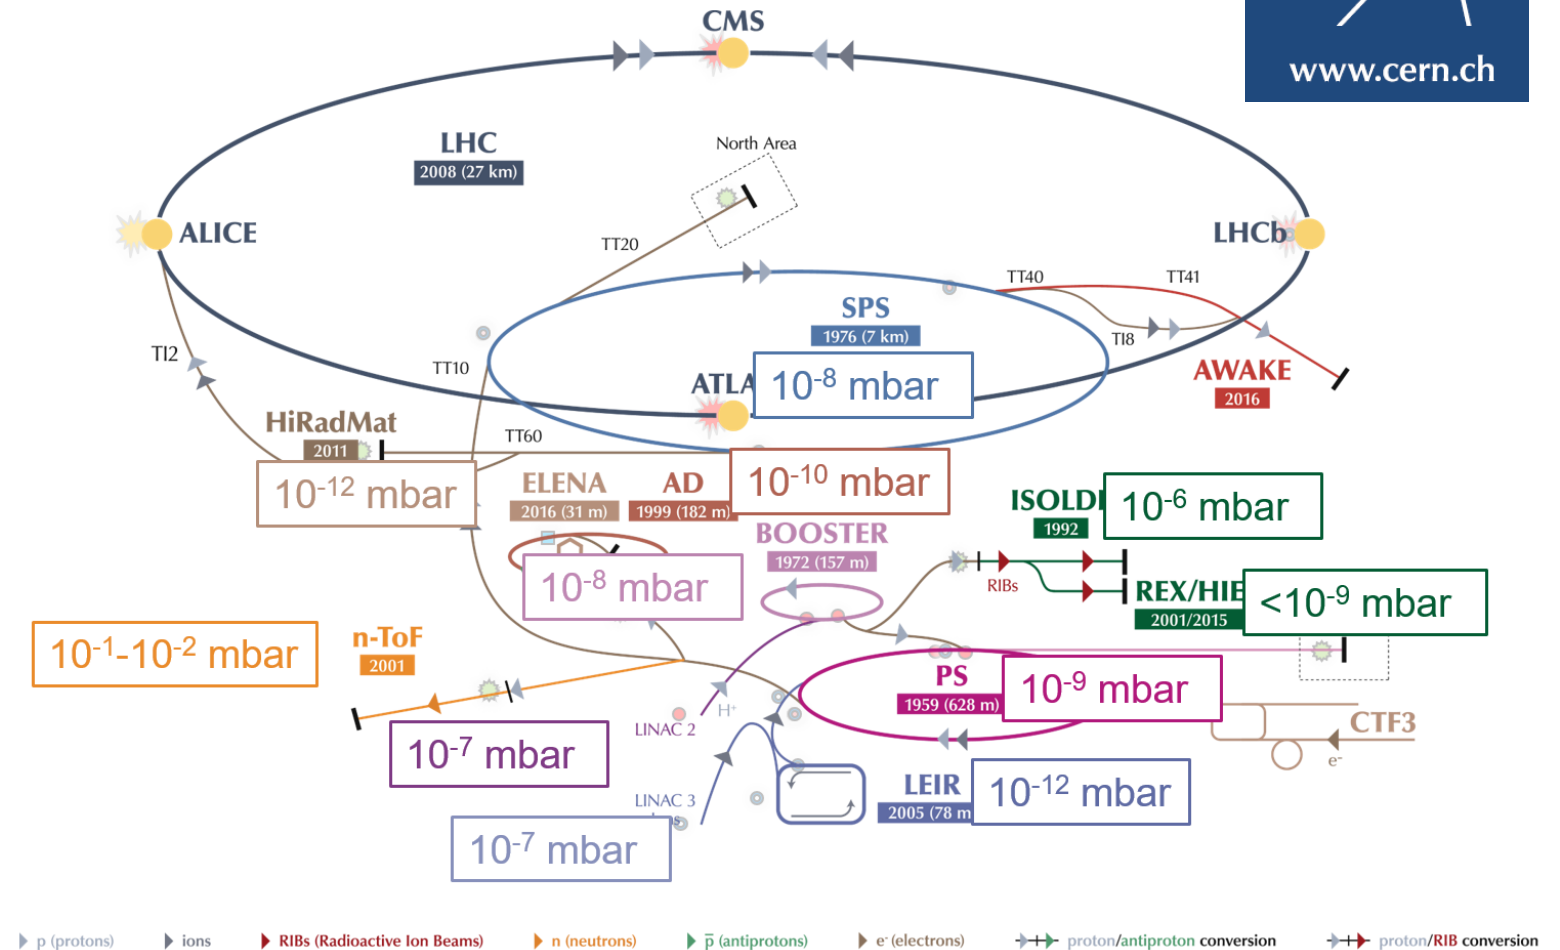 CMS
www.cern.ch
LHC
2008 (27 km)
North Area
ALICE
LHCb
TT20
TT40
TT41
SPS
1976 (7 km)
TI8
TI2
TT10
ATLA
10-8 mbar
AWAKE
2016
HiRadMat
2011
TT60
10-12 mbar
ELENA
2016 (31 m)
AD
1999 (182 m)
10-10 mbar
ISOLD
1992
10-6 mbar
BOOSTER
1972 (157 m)
10-8 mbar
RIBs
REX/HIE
2001/2015
<10-9 mbar
10-1-10-2 mbar
n-ToF
2001
PS
1959 (628 m)
10-9 mbar
H+
LINAC 2
CTF3
e-
10-7 mbar
LINAC 3
LEIR
2005 (78 m
10-12 mbar
10-7 mbar
p (protons)
ions
RIBs (Radioactive Ion Beams)
n (neutrons)
p̅ (antiprotons)
e- (electrons)
proton/antiproton conversion
proton/RIB conversion